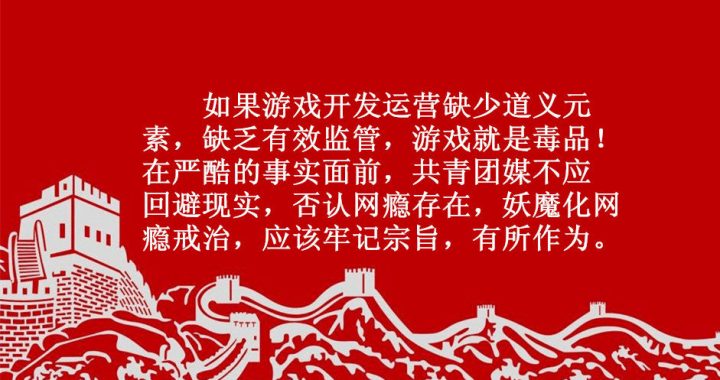 如果游戏开发运营缺少道义元
素，缺乏有效监管，游戏就是毒品！
在严酷的事实面前，共青团媒不应
回避现实，否认网瘾存在，妖魔化网
瘾戒治，应该牢记宗旨，有所作为。